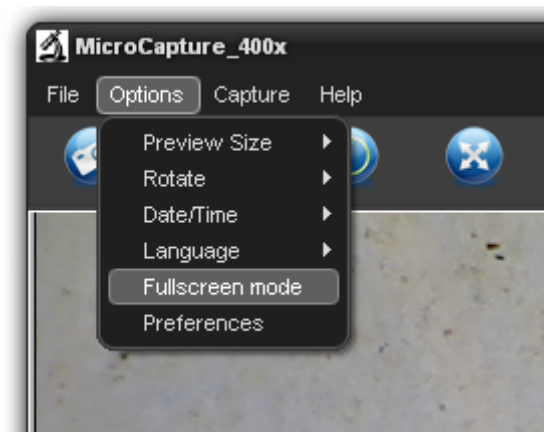 MicroCapture_400x
File Options Capture Help
Preview Size
Rotate
Date/Time
Language
Fullscreen mode
Preferences